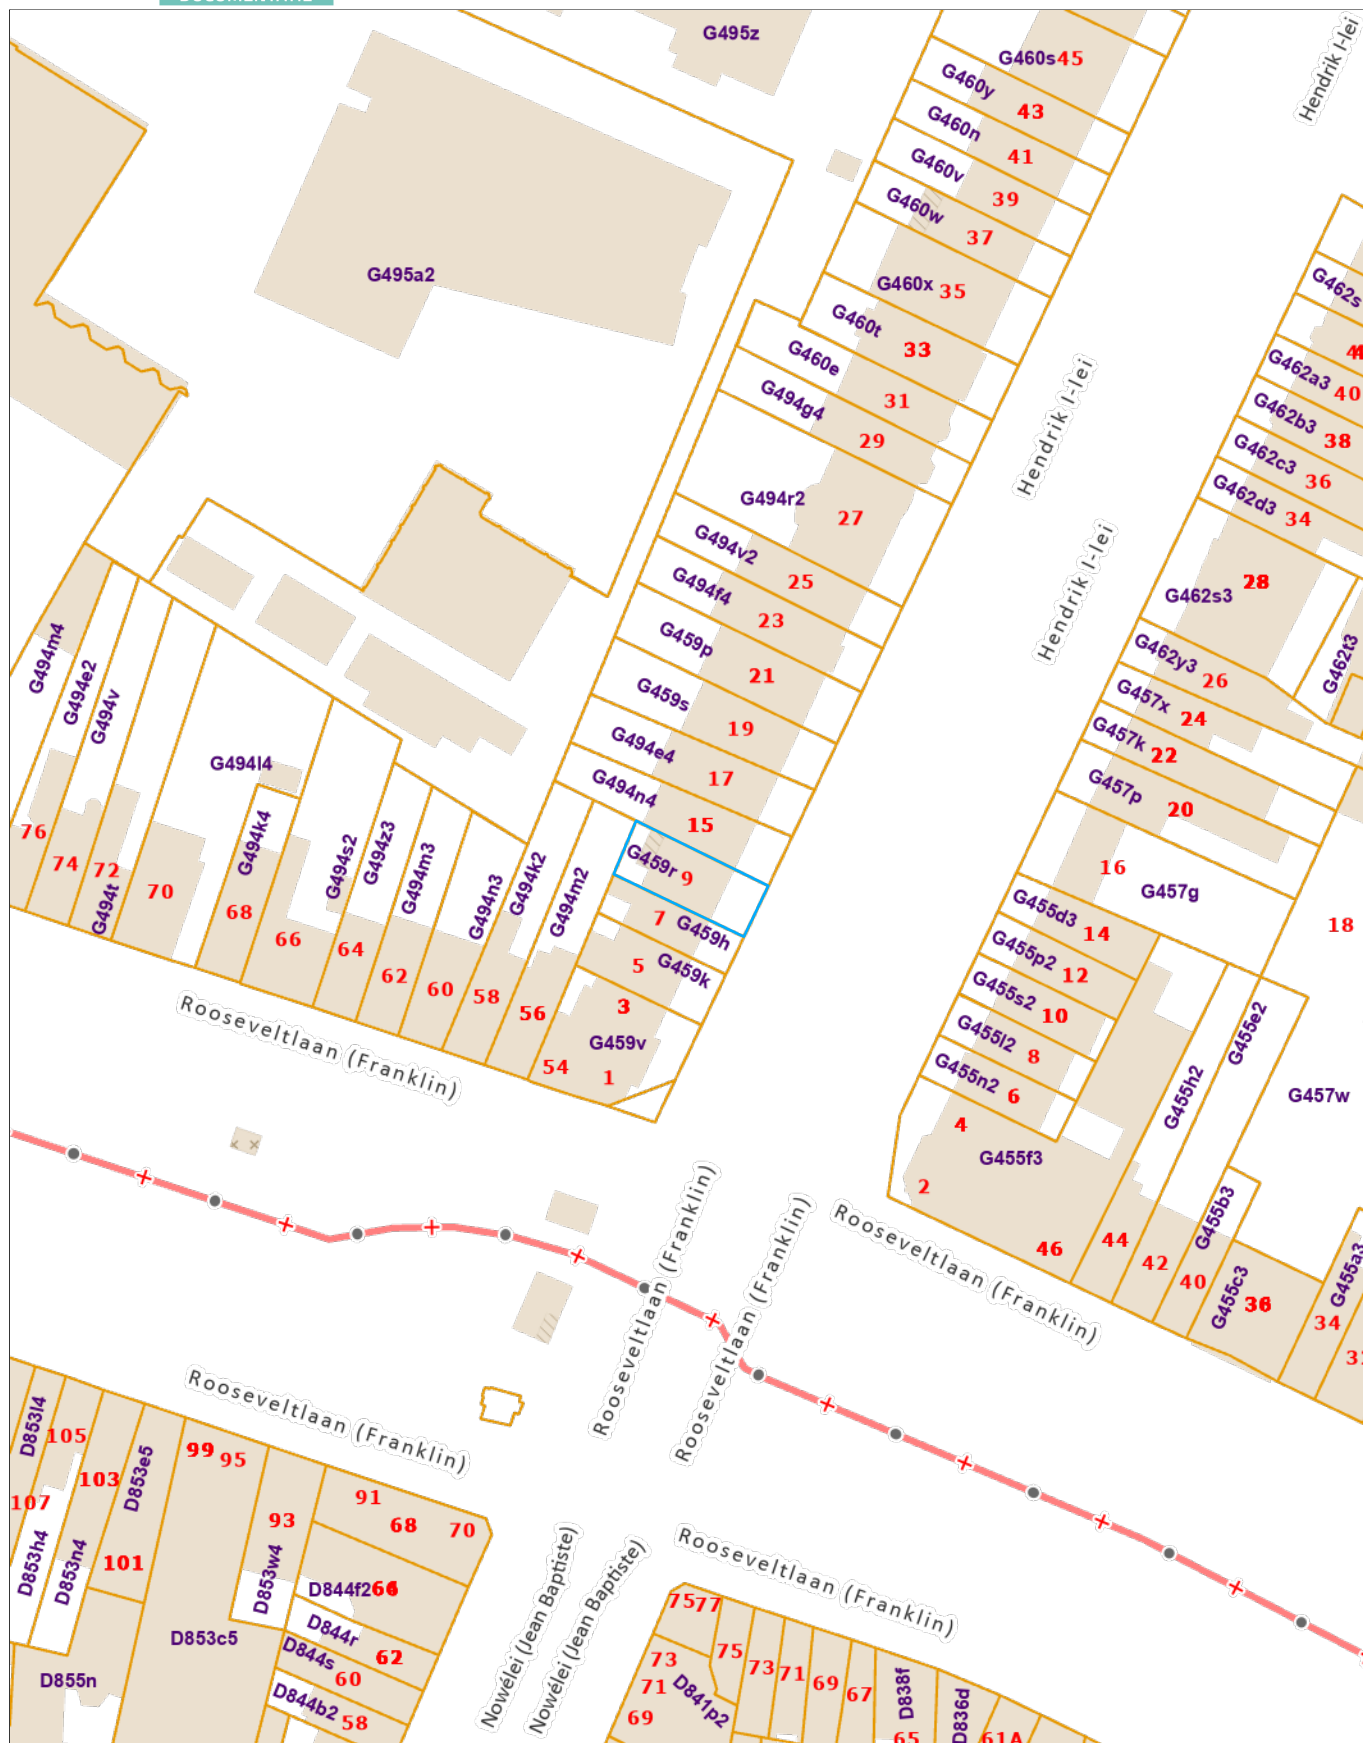 G495z
G460s 45
Hendrik I-lei
G460y 43
G460n 41
G460v 39
G460w 37
G495a2
G460x 35
G462s
G460t 33
G460e 31
G462a3 40
G494g4 29
G462b3 38
Hendrik I-lei
G462c3 36
G494r2 27
G462d3 34
G494v2 25
Hendrik I-lei
G462s3 28
G494f4 23
G459p 21
G462y3 26
G462t3
G494m4
G494e2
G494v
G459s 19
G457x 24
G457k 22
G494e4 17
G494l4
G457p 20
G494n4 15
76
74
72
G494t
70
G494k4
68
66
G494s2
64
G494z3
G494m3
62
60
G494n3
58
G494k2
56
G494m2
G459r 9
16
G457g
18
7 G459h
G455d3 14
5 G459k
G455p2 12
3
G455s2 10
G459v
54
1
G455l2 8
G455n2 6
G455h2
G455e2
G457w
4
G455f3
2
46
44
42
40
G455b3
G455c3
G455a3
34
Rooseveltlaan (Franklin)
Rooseveltlaan (Franklin)
Rooseveltlaan (Franklin)
Rooseveltlaan (Franklin)
Rooseveltlaan (Franklin)
D853l4
105
107
D853h4
103
D853n4
D853e5
101
99
95
93
D853w4
91
68
70
D844f2
D844r 62
D844s 60
D844b2 58
D853c5
D855n
Nowélei (Jean Baptiste)
Nowélei (Jean Baptiste)
Rooseveltlaan (Franklin)
75 77
75
73
71
69
67
73
71
69
D841p2
D838f
65
D836d
61A